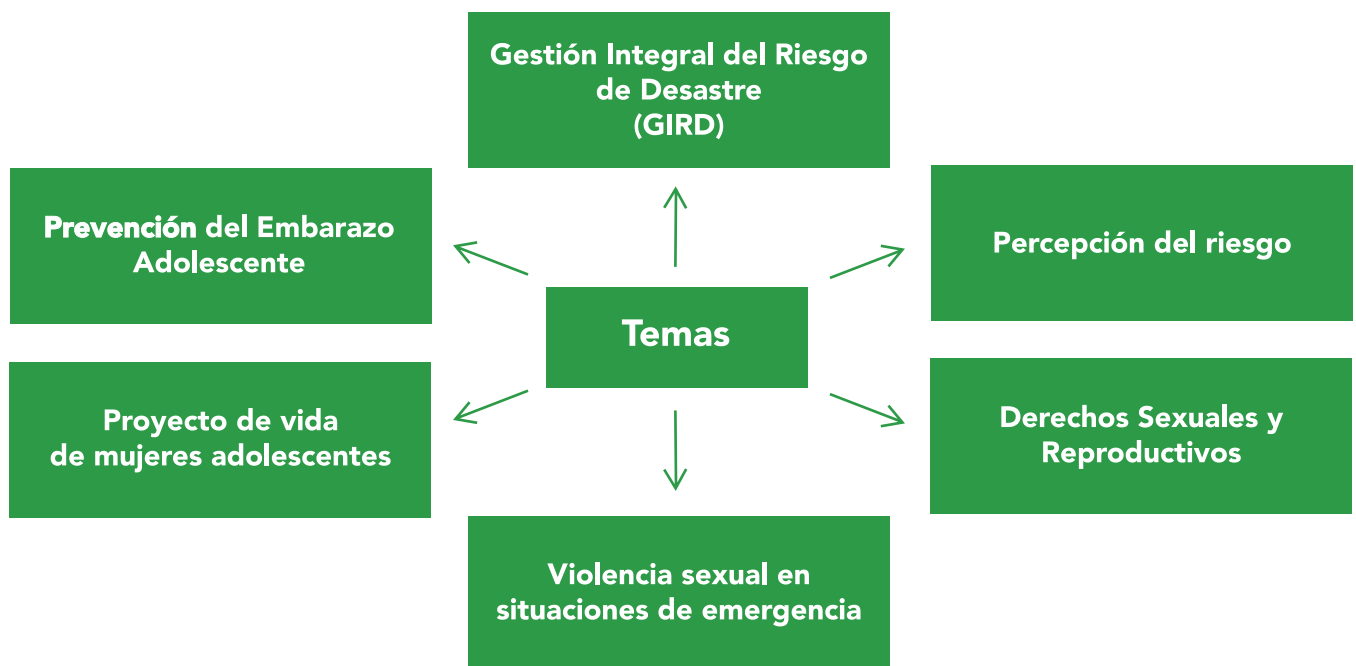 Gestión Integral del Riesgo
de Desastre
(GIRD)
Prevención del Embarazo
Adolescente
Percepción del riesgo
Temas
Proyecto de vida
de mujeres adolescentes
Derechos Sexuales y
Reproductivos
Violencia sexual en
situaciones de emergencia